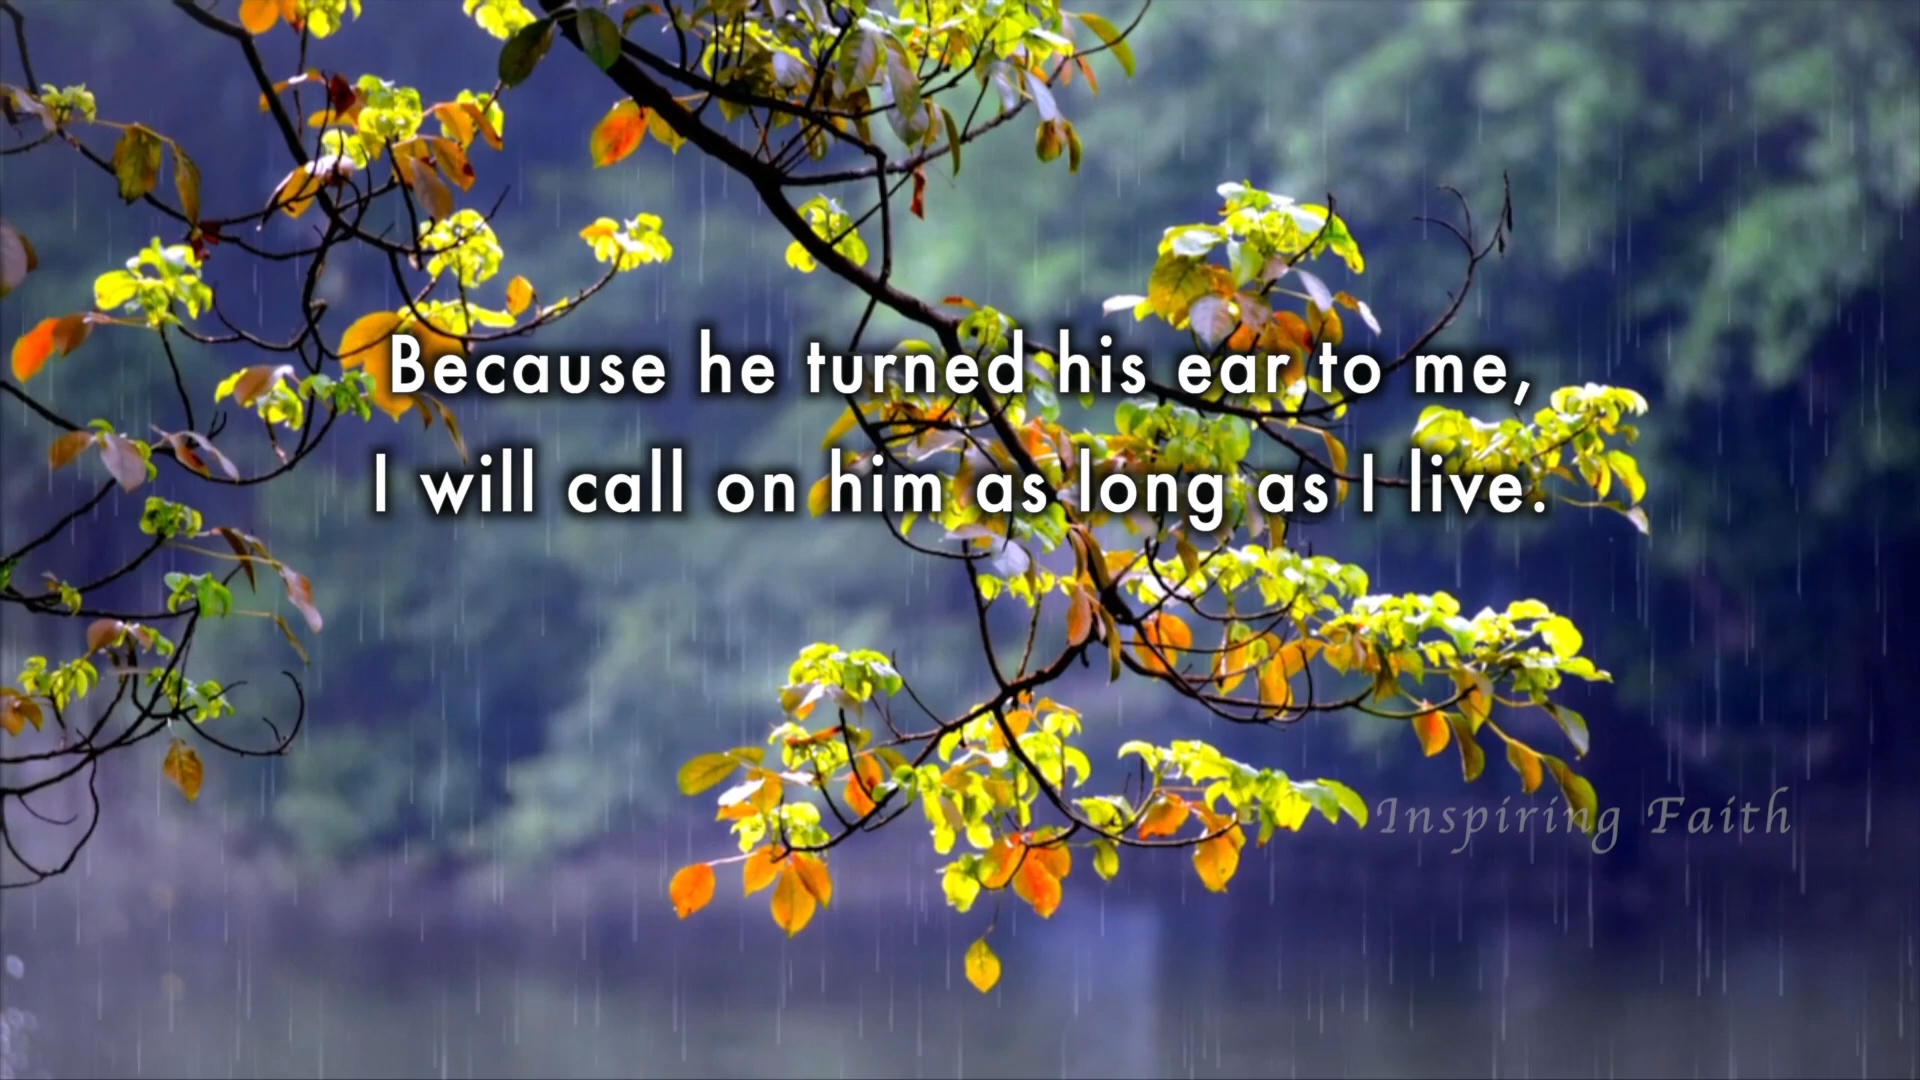 Because he turned his ear to me,
I will call on him as long as I live.
Inspiring Faith